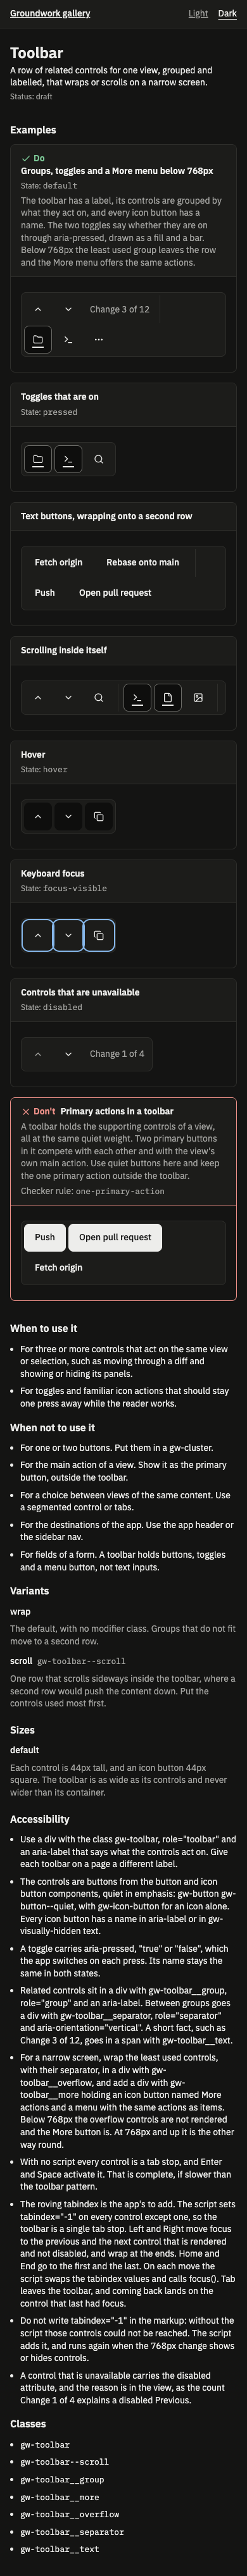 Groundwork gallery
Light Dark
Toolbar
A row of related controls for one view, grouped and
labelled, that wraps or scrolls on a narrow screen.
Status: draft
Examples
Do
Groups, toggles and a More menu below 768px
State: default
The toolbar has a label, its controls are grouped by
what they act on, and every icon button has a
name. The two toggles say whether they are on
through aria-pressed, drawn as a fill and a bar.
Below 768px the least used group leaves the row
and the More menu offers the same actions.
Change 3 of 12
Toggles that are on
State: pressed
Text buttons, wrapping onto a second row
Fetch origin Rebase onto main
Push Open pull request
Scrolling inside itself
Hover
State: hover
Keyboard focus
State: focus-visible
Controls that are unavailable
State: disabled
Change 1 of 4
Don't Primary actions in a toolbar
A toolbar holds the supporting controls of a view,
all at the same quiet weight. Two primary buttons
in it compete with each other and with the view's
own main action. Use quiet buttons here and keep
the one primary action outside the toolbar.
Checker rule: one-primary-action
Push Open pull request
Fetch origin
When to use it
For three or more controls that act on the same view
or selection, such as moving through a diff and
showing or hiding its panels.
For toggles and familiar icon actions that should stay
one press away while the reader works.
When not to use it
For one or two buttons. Put them in a gw-cluster.
For the main action of a view. Show it as the primary
button, outside the toolbar.
For a choice between views of the same content. Use
a segmented control or tabs.
For the destinations of the app. Use the app header or
the sidebar nav.
For fields of a form. A toolbar holds buttons, toggles
and a menu button, not text inputs.
Variants
wrap
The default, with no modifier class. Groups that do not fit
move to a second row.
scroll gw-toolbar--scroll
One row that scrolls sideways inside the toolbar, where a
second row would push the content down. Put the
controls used most first.
Sizes
default
Each control is 44px tall, and an icon button 44px
square. The toolbar is as wide as its controls and never
wider than its container.
Accessibility
Use a div with the class gw-toolbar, role="toolbar" and
an aria-label that says what the controls act on. Give
each toolbar on a page a different label.
The controls are buttons from the button and icon
button components, quiet in emphasis: gw-button gw-
button--quiet, with gw-icon-button for an icon alone.
Every icon button has a name in aria-label or in gw-
visually-hidden text.
A toggle carries aria-pressed, "true" or "false", which
the app switches on each press. Its name stays the
same in both states.
Related controls sit in a div with gw-toolbar__group,
role="group" and an aria-label. Between groups goes
a div with gw-toolbar__separator, role="separator"
and aria-orientation="vertical". A short fact, such as
Change 3 of 12, goes in a span with gw-toolbar__text.
For a narrow screen, wrap the least used controls,
with their separator, in a div with gw-
toolbar__overflow, and add a div with gw-
toolbar__more holding an icon button named More
actions and a menu with the same actions as items.
Below 768px the overflow controls are not rendered
and the More button is. At 768px and up it is the other
way round.
With no script every control is a tab stop, and Enter
and Space activate it. That is complete, if slower than
the toolbar pattern.
The roving tabindex is the app's to add. The script sets
tabindex="-1" on every control except one, so the
toolbar is a single tab stop. Left and Right move focus
to the previous and the next control that is rendered
and not disabled, and wrap at the ends. Home and
End go to the first and the last. On each move the
script swaps the tabindex values and calls focus(). Tab
leaves the toolbar, and coming back lands on the
control that last had focus.
Do not write tabindex="-1" in the markup: without the
script those controls could not be reached. The script
adds it, and runs again when the 768px change shows
or hides controls.
A control that is unavailable carries the disabled
attribute, and the reason is in the view, as the count
Change 1 of 4 explains a disabled Previous.
Classes
gw-toolbar
gw-toolbar--scroll
gw-toolbar__group
gw-toolbar__more
gw-toolbar__overflow
gw-toolbar__separator
gw-toolbar__text